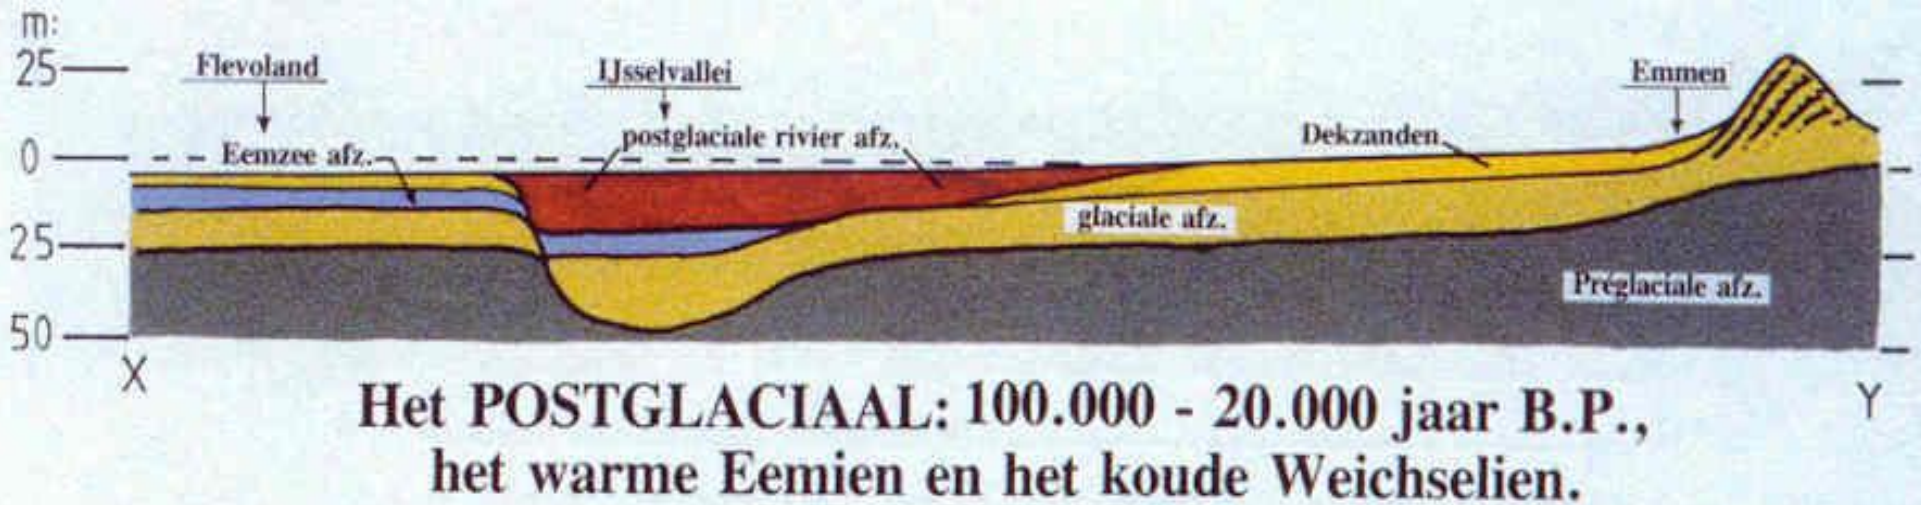 m:
25
Flevoland
IJsselvallei
Emmen
postglaciale rivier afz.
Dekzanden
0
Eemzee afz.
glaciale afz.
25
Préglaciale afz.
50
X
Y
Het POSTGLACIAAL: 100.000 - 20.000 jaar B.P.,
het warme Eemien en het koude Weichselien.